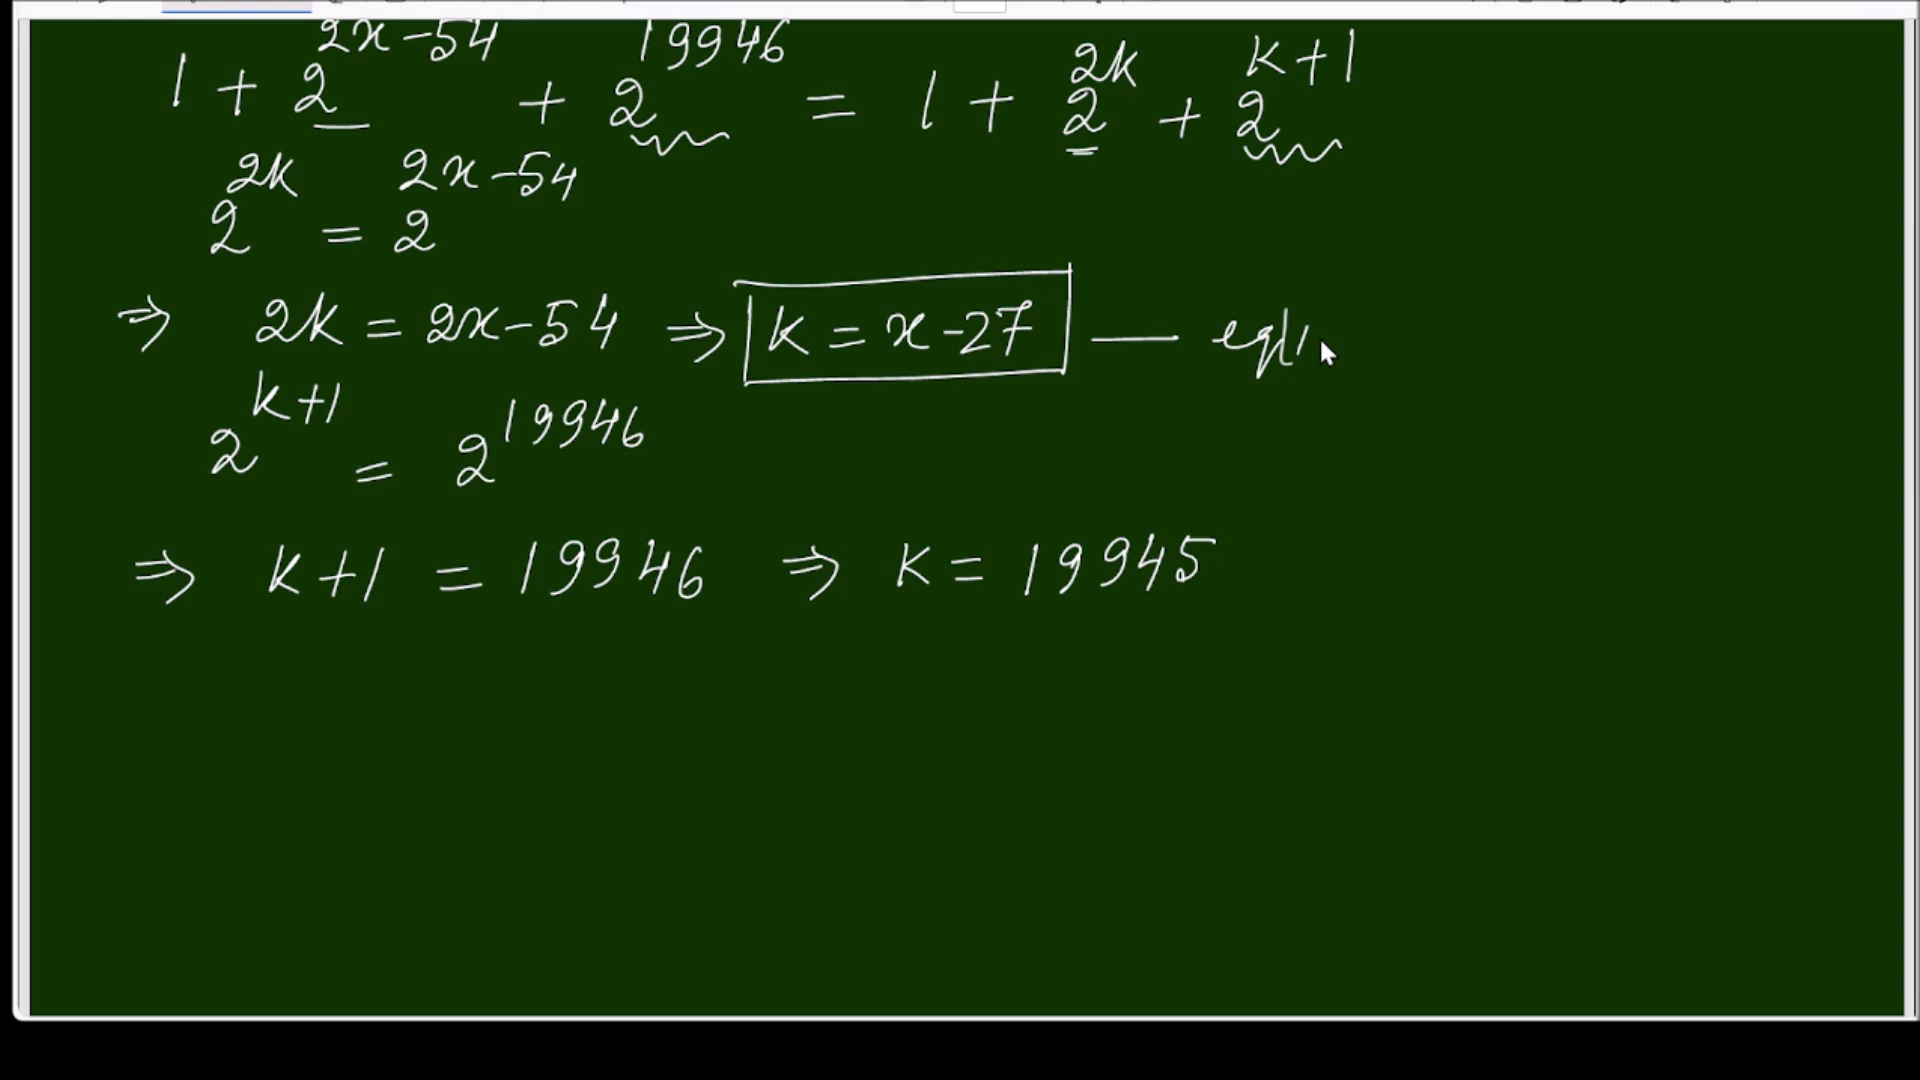 1 + 2^{2x-54} + 2^{19946} = 1 + 2^{2k} + 2^{k+1}
2^{2k} = 2^{2x-54}
⇒ 2k = 2x-54 ⇒ k = x-27 — eq1
2^{k+1} = 2^{19946}
⇒ k+1 = 19946 ⇒ k = 19945